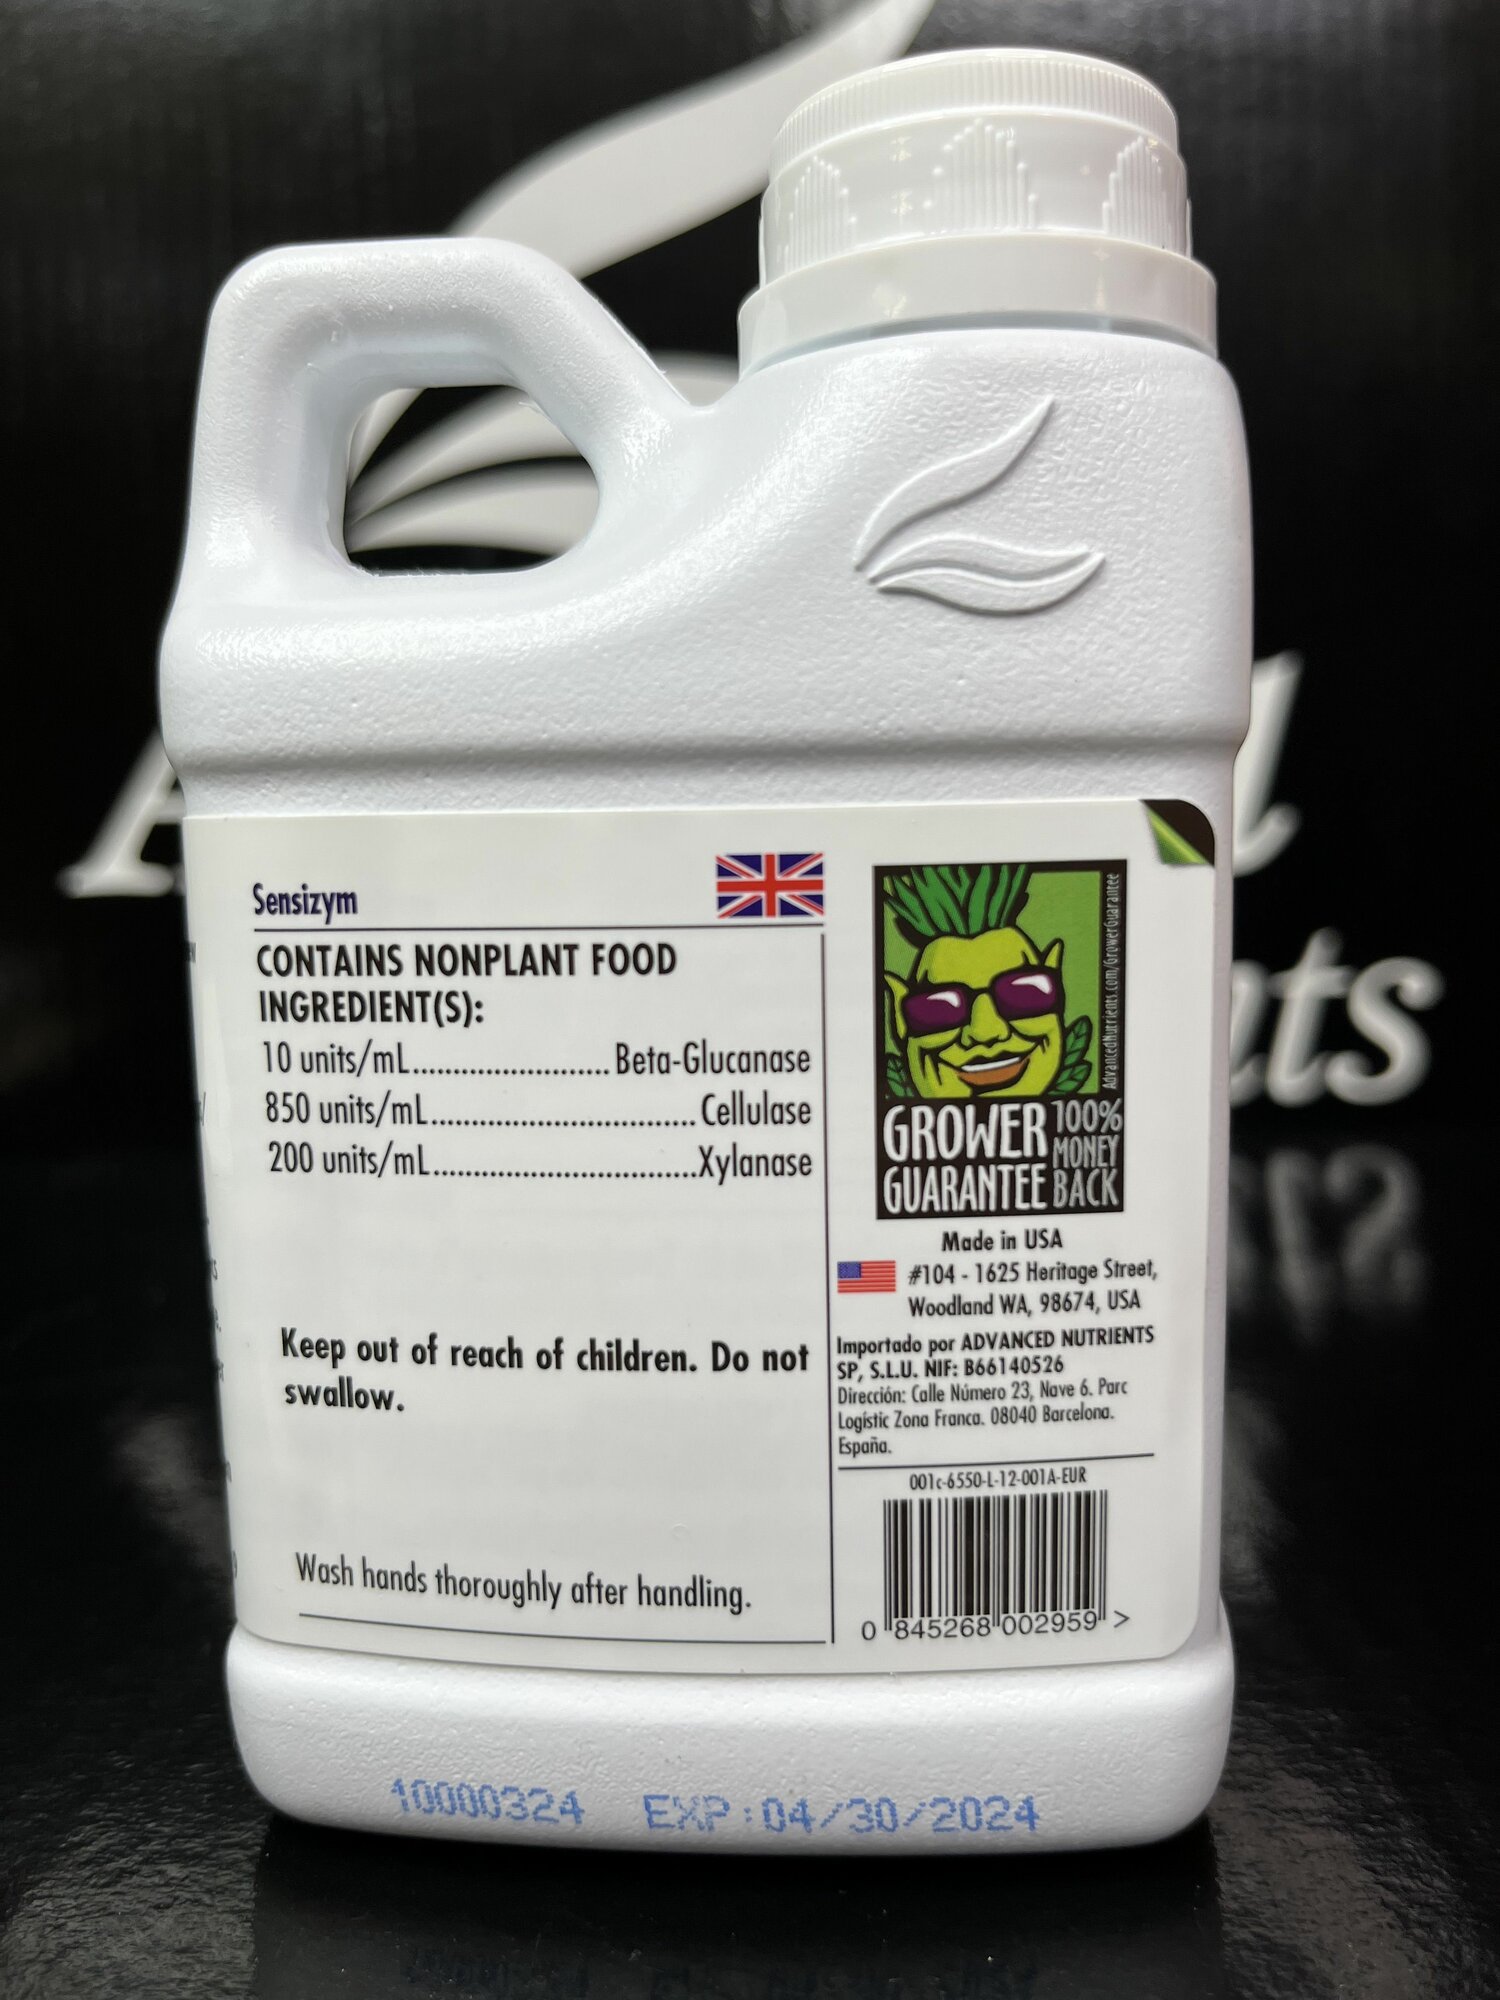 Sensizym
CONTAINS NONPLANT FOOD
INGREDIENT(S):
10 units/mL........................Beta-Glucanase
850 units/mL................................Cellulase
200 units/mL................................Xylanase
Keep out of reach of children. Do not
swallow.
Wash hands thoroughly after handling.
AdvancedNutrients.com/GrowerGuarantee
GROWER
GUARANTEE
100%
MONEY
BACK
Made in USA
#104 - 1625 Heritage Street,
Woodland WA, 98674, USA
Importado por ADVANCED NUTRIENTS
SP, S.L.U. NIF: B66140526
Dirección: Calle Número 23, Nave 6. Parc
Logístic Zona Franca. 08040 Barcelona.
España.
001c-6550-L-12-001A-EUR
0 845268 002959 >
10000324 EXP:04/30/2024